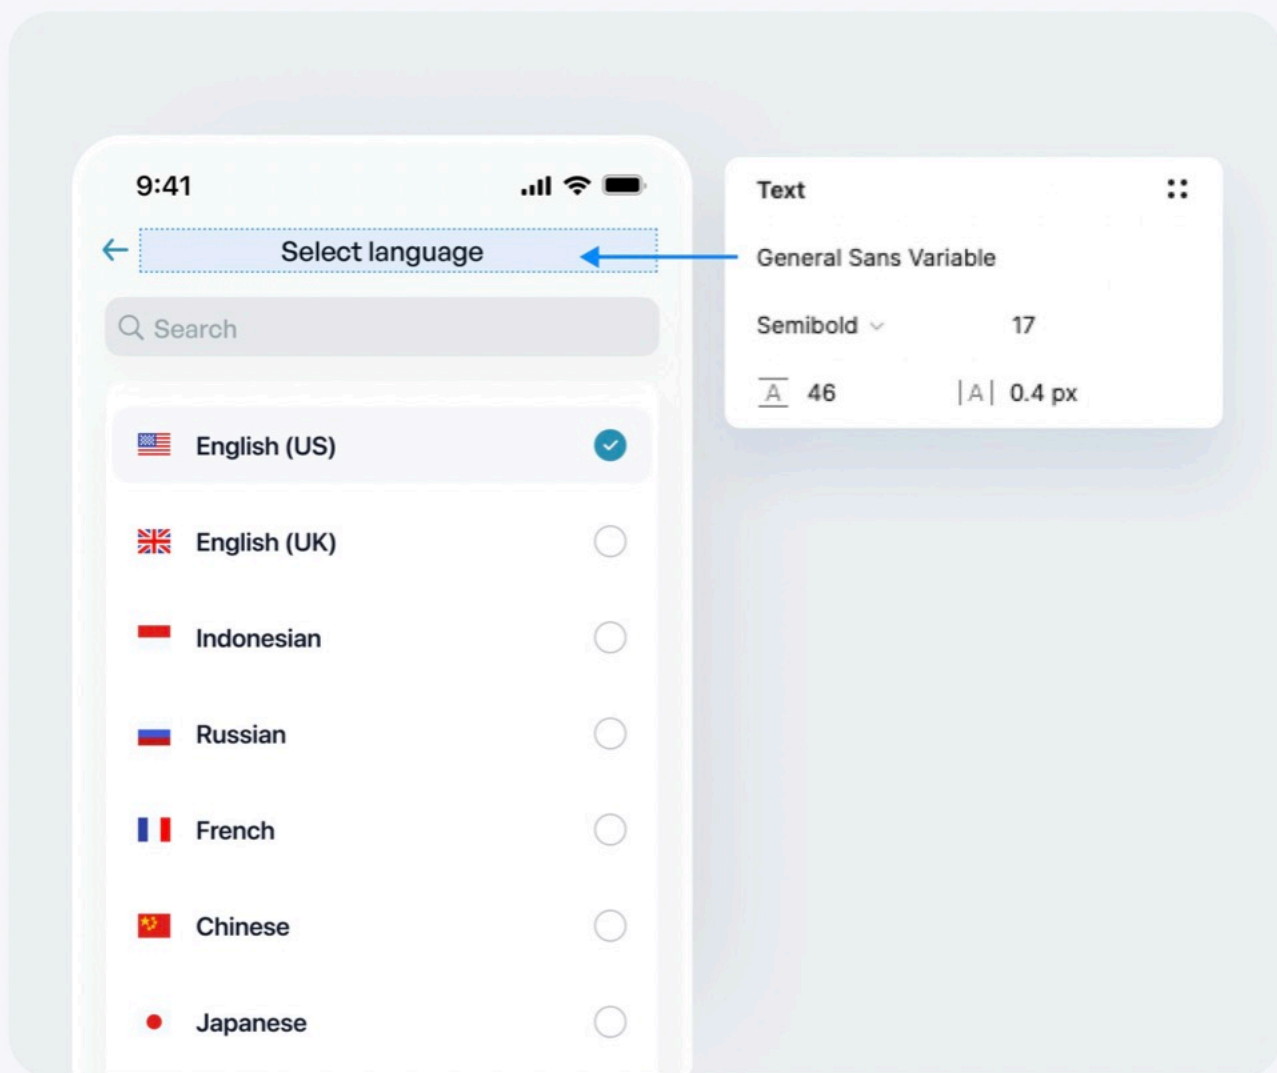 9:41
Select language
Search
English (US)
English (UK)
Indonesian
Russian
French
Chinese
Japanese
Text
General Sans Variable
Semibold 17
A 46 |A| 0.4 px